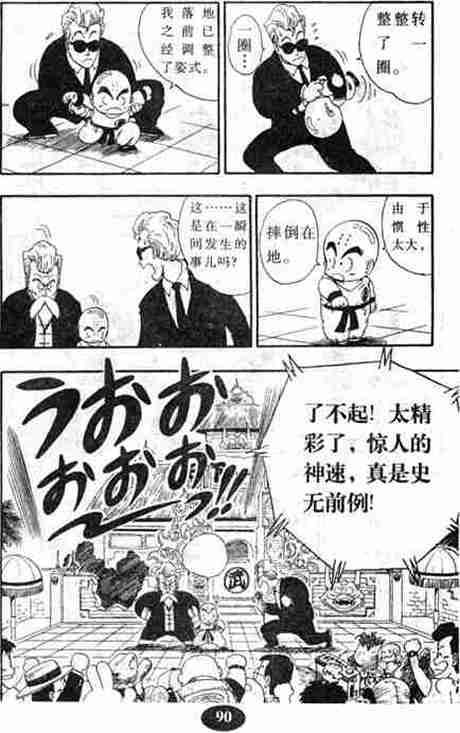 整整转
了一
圈。
一
圈…
我落地
之前已
经调整
了姿式。
由于
惯性
太大，
摔倒在
地。
这……这
是在一瞬
间发生的
事儿吗？
了不起！太精
彩了，惊人的
神速，真是史
无前例！
うおおお
おおおーっ!!
武
90